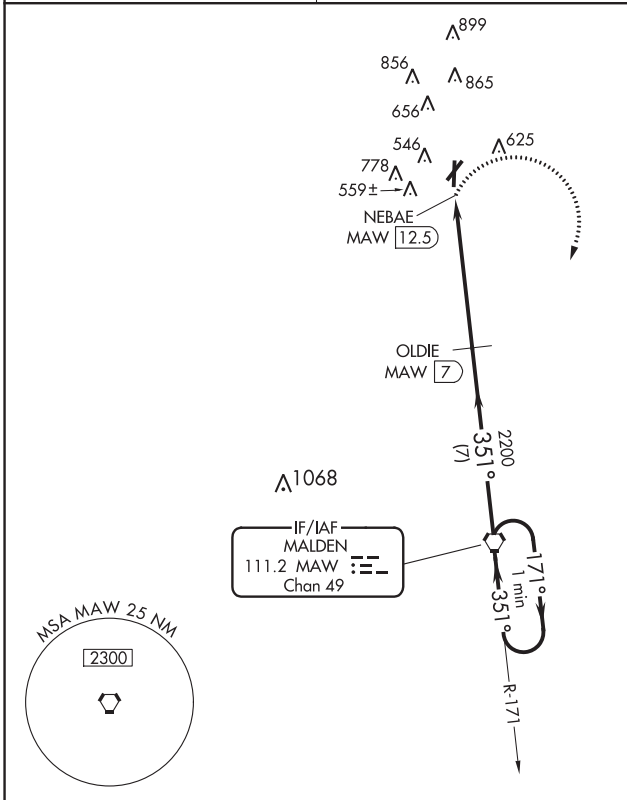 899
856
865
656
546
625
778
559±
NEBAE
MAW 12.5
OLDIE
MAW 7
2200
351°
(7)
1068
IF/IAF
MALDEN
111.2 MAW
Chan 49
171°
1 min
351°
R-171
MSA MAW 25 NM
2300